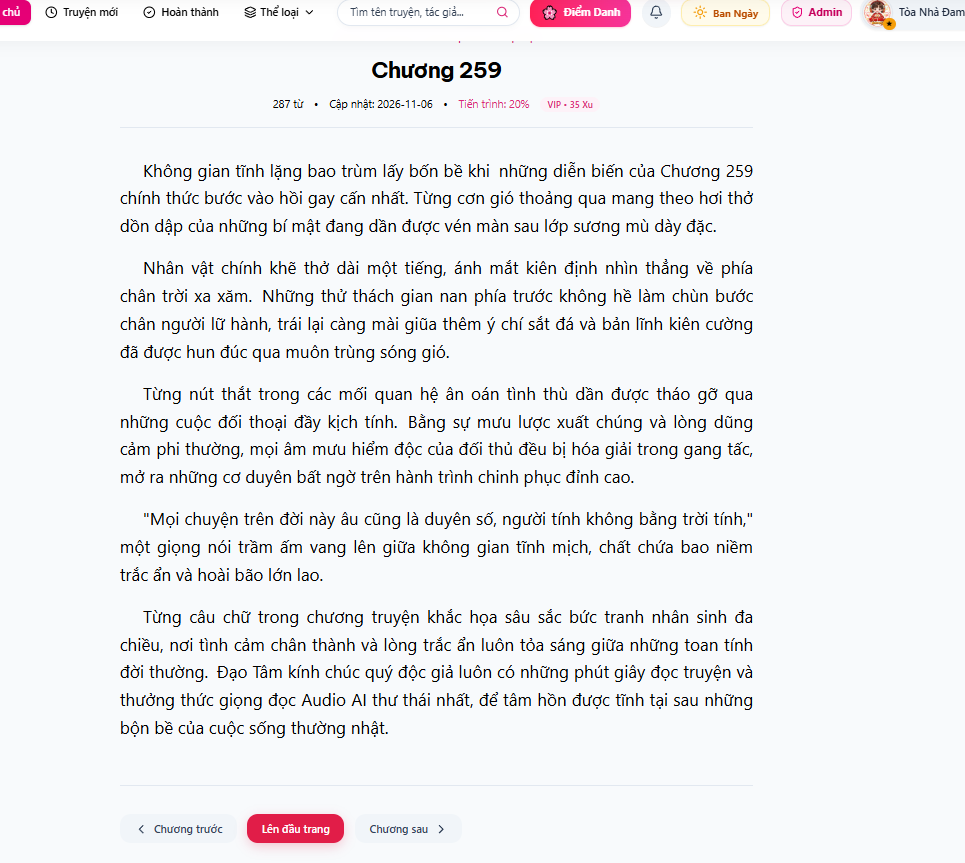 chủ Truyện mới Hoàn thành Thể loại Tìm tên truyện, tác giả... Điểm Danh Ban Ngày Admin Tòa Nhà Đam
Chương 259
287 từ • Cập nhật: 2026-11-06 • Tiến trình: 20% VIP • 35 Xu
Không gian tĩnh lặng bao trùm lấy bốn bề khi những diễn biến của Chương 259
chính thức bước vào hồi gay cấn nhất. Từng cơn gió thoảng qua mang theo hơi thở
dồn dập của những bí mật đang dần được vén màn sau lớp sương mù dày đặc.
Nhân vật chính khẽ thở dài một tiếng, ánh mắt kiên định nhìn thẳng về phía
chân trời xa xăm. Những thử thách gian nan phía trước không hề làm chùn bước
chân người lữ hành, trái lại càng mài giũa thêm ý chí sắt đá và bản lĩnh kiên cường
đã được hun đúc qua muôn trùng sóng gió.
Từng nút thắt trong các mối quan hệ ân oán tình thù dần được tháo gỡ qua
những cuộc đối thoại đầy kịch tính. Bằng sự mưu lược xuất chúng và lòng dũng
cảm phi thường, mọi âm mưu hiểm độc của đối thủ đều bị hóa giải trong gang tấc,
mở ra những cơ duyên bất ngờ trên hành trình chinh phục đỉnh cao.
"Mọi chuyện trên đời này âu cũng là duyên số, người tính không bằng trời tính,"
một giọng nói trầm ấm vang lên giữa không gian tĩnh mịch, chất chứa bao niềm
trắc ẩn và hoài bão lớn lao.
Từng câu chữ trong chương truyện khắc họa sâu sắc bức tranh nhân sinh đa
chiều, nơi tình cảm chân thành và lòng trắc ẩn luôn tỏa sáng giữa những toan tính
đời thường. Đạo Tâm kính chúc quý độc giả luôn có những phút giây đọc truyện và
thưởng thức giọng đọc Audio AI thư thái nhất, để tâm hồn được tĩnh tại sau những
bộn bề của cuộc sống thường nhật.
Chương trước Lên đầu trang Chương sau